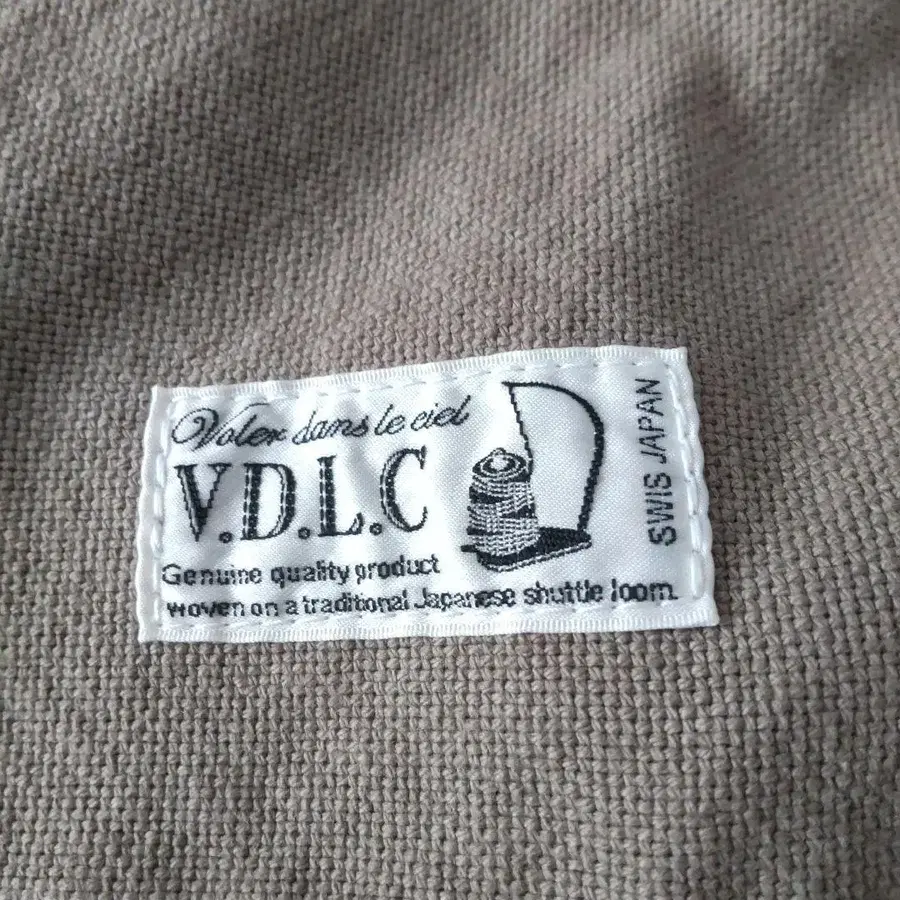 Voler dans le ciel
V.D.L.C
Genuine quality product
woven on a traditional Japanese shuttle loom.
SWIS JAPAN